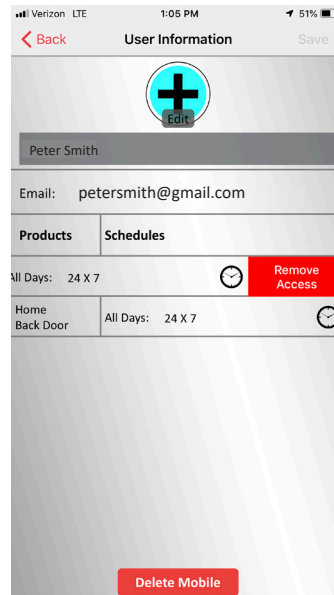 Verizon LTE 1:05 PM 51%
Back User Information Save
Edit
Peter Smith
Email: petersmith@gmail.com
Products Schedules
All Days: 24 X 7 Remove
Access
Home
Back Door All Days: 24 X 7
Delete Mobile